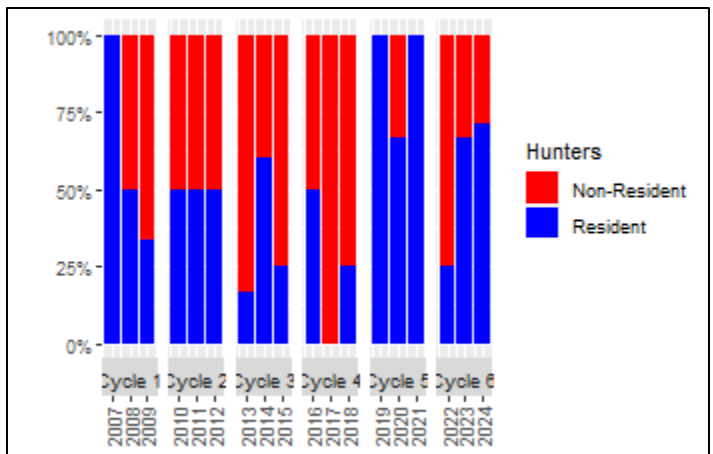 100%
75%
50%
25%
0%
Hunters
Non-Resident
Resident
Cycle 1
Cycle 2
Cycle 3
Cycle 4
Cycle 5
Cycle 6
2007
2008
2009
2010
2011
2012
2013
2014
2015
2016
2017
2018
2019
2020
2021
2022
2023
2024